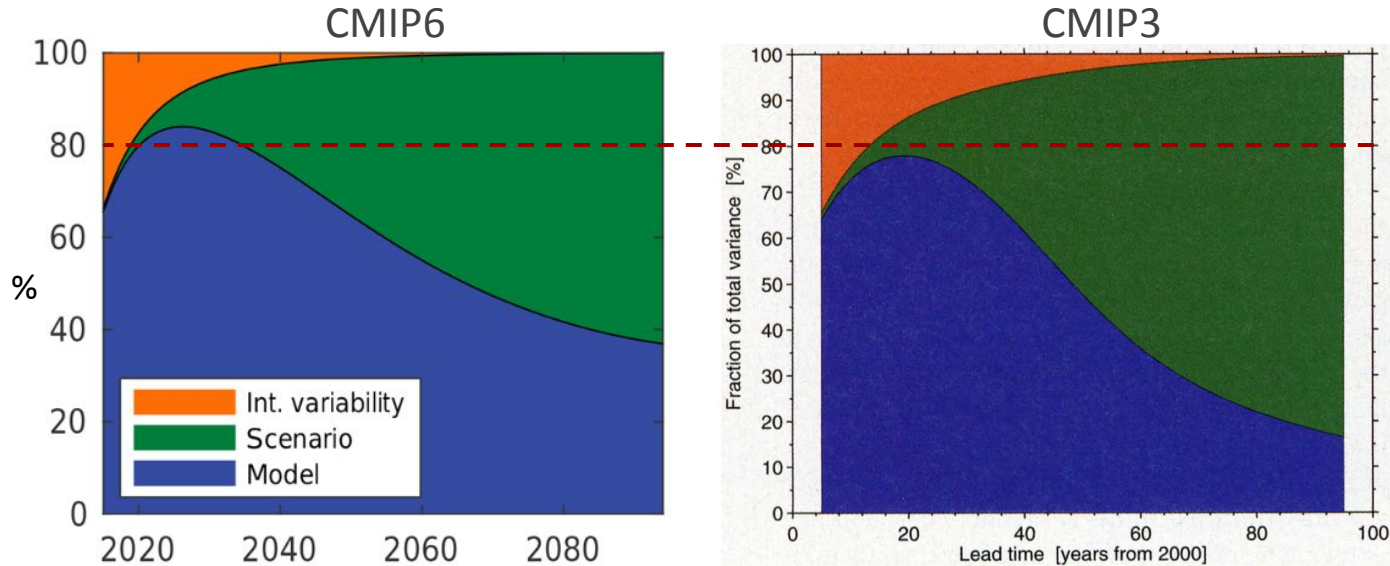 CMIP6
100
80
60
%
40
20
0
2020 2040 2060 2080
Int. variability
Scenario
Model
CMIP3
100
90
80
70
60
50
40
30
20
10
0
Fraction of total variance [%]
0 20 40 60 80 100
Lead time [years from 2000]